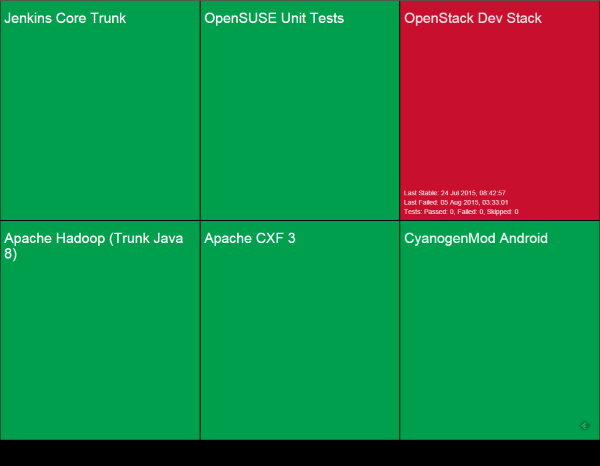 Jenkins Core Trunk
OpenSUSE Unit Tests
OpenStack Dev Stack
Last Stable: 24 Jul 2015, 08:42:57
Last Failed: 05 Aug 2015, 03:33:01
Tests: Passed: 0, Failed: 0, Skipped: 0
Apache Hadoop (Trunk Java
8)
Apache CXF 3
CyanogenMod Android